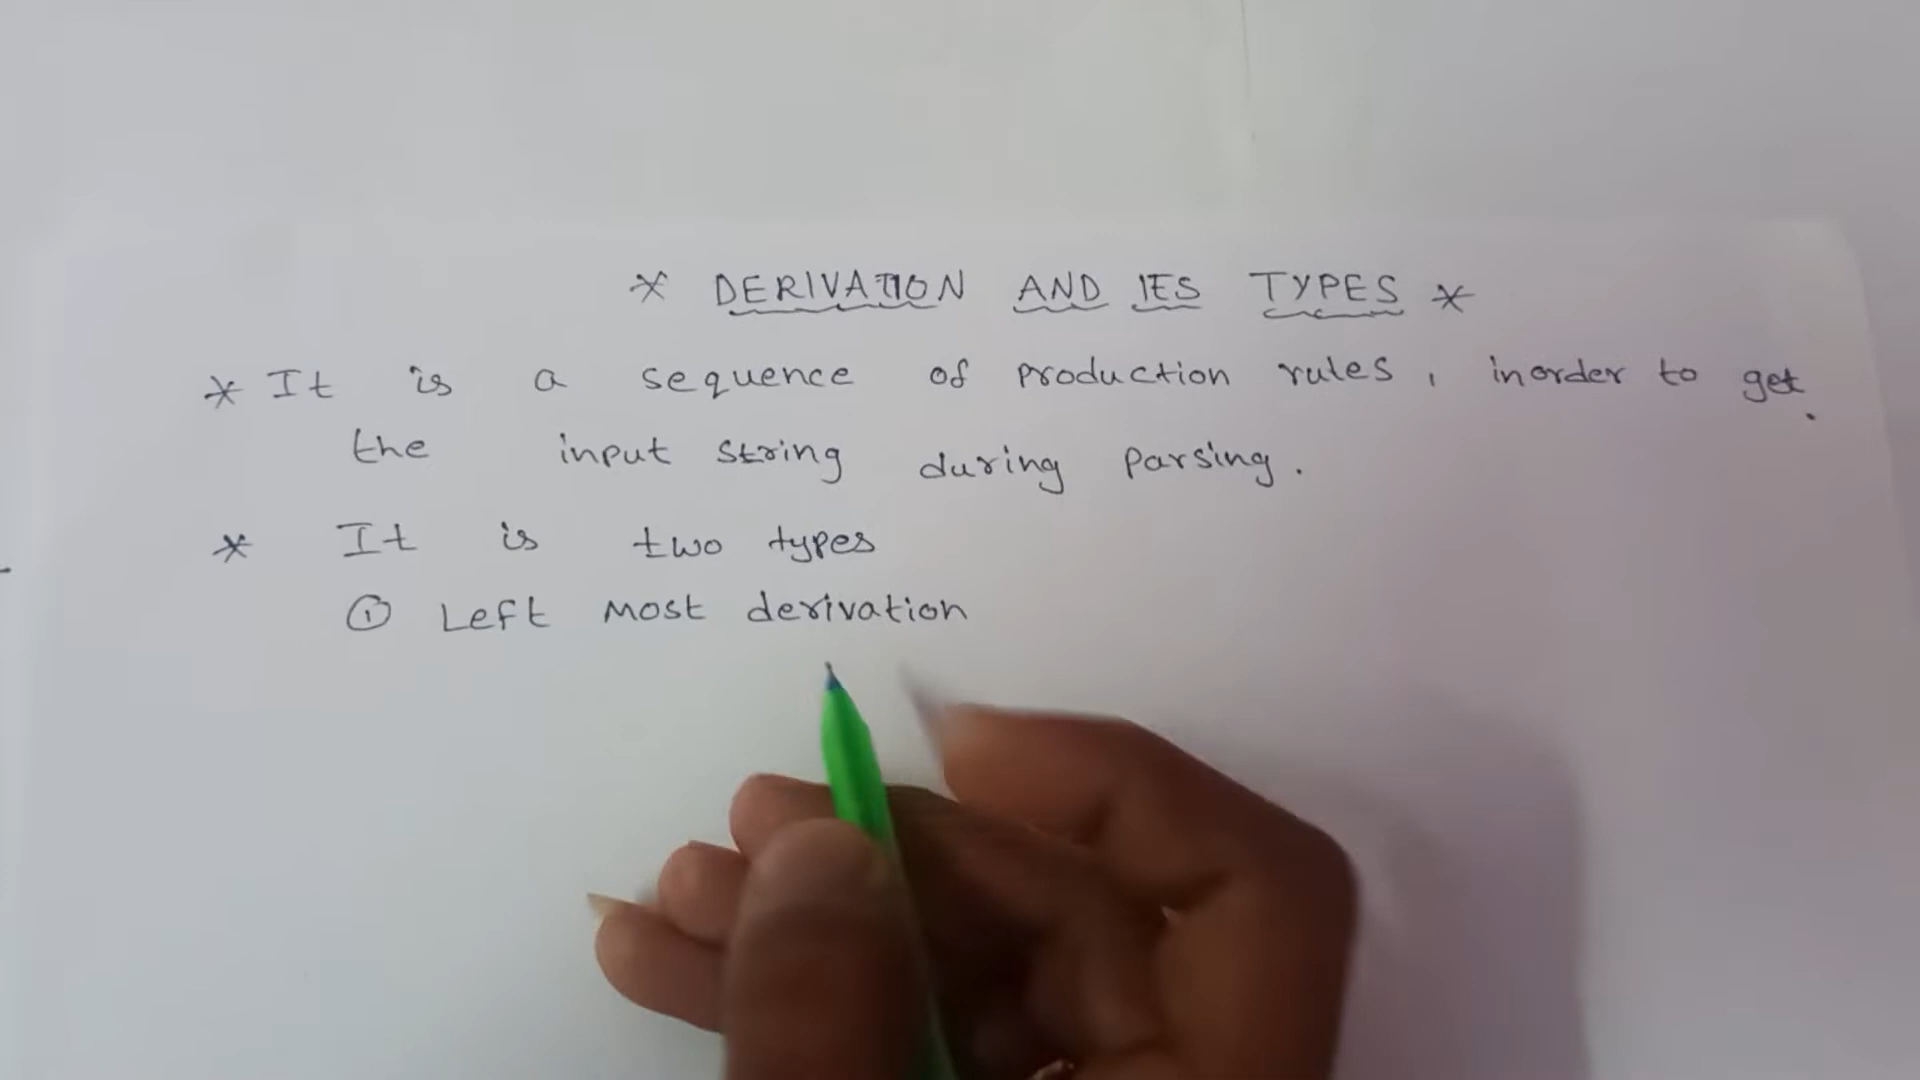 * DERIVATION AND ITS TYPES *
* It is a sequence of production rules, inorder to get
the input string during parsing.
* It is two types
① Left most derivation